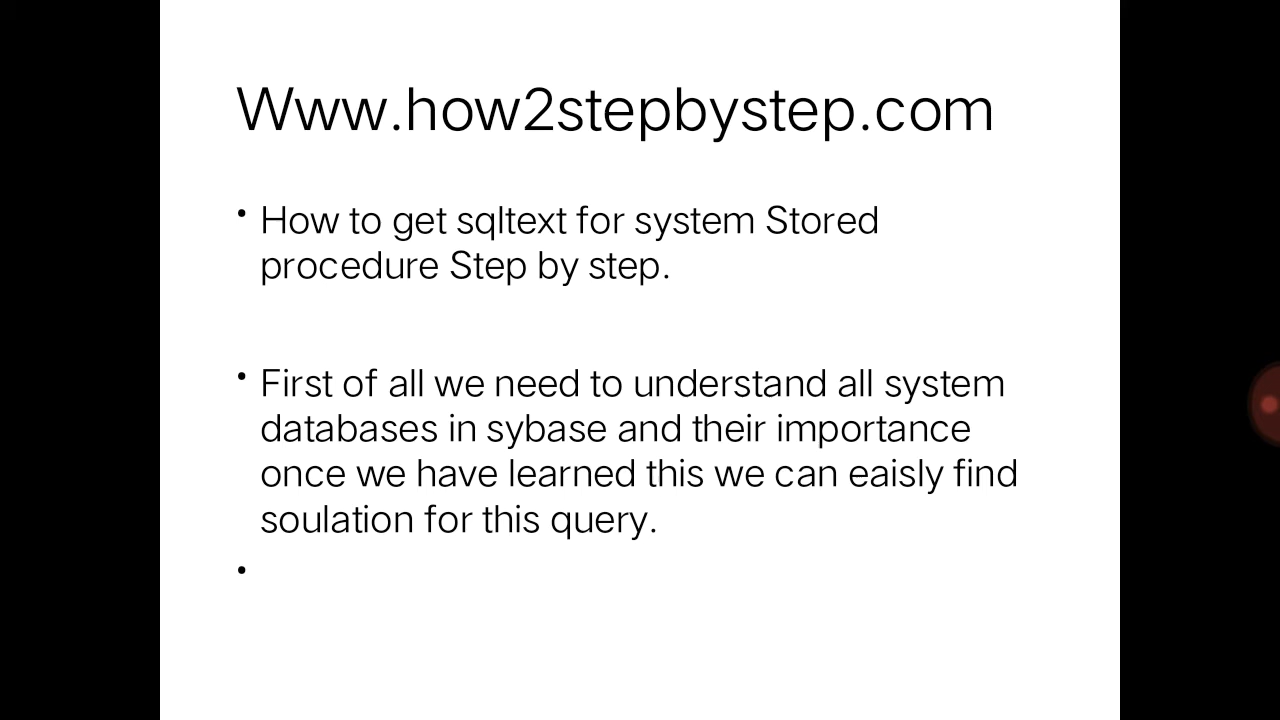 Www.how2stepbystep.com
• How to get sqltext for system Stored
procedure Step by step.
• First of all we need to understand all system
databases in sybase and their importance
once we have learned this we can eaisly find
soulation for this query.
•